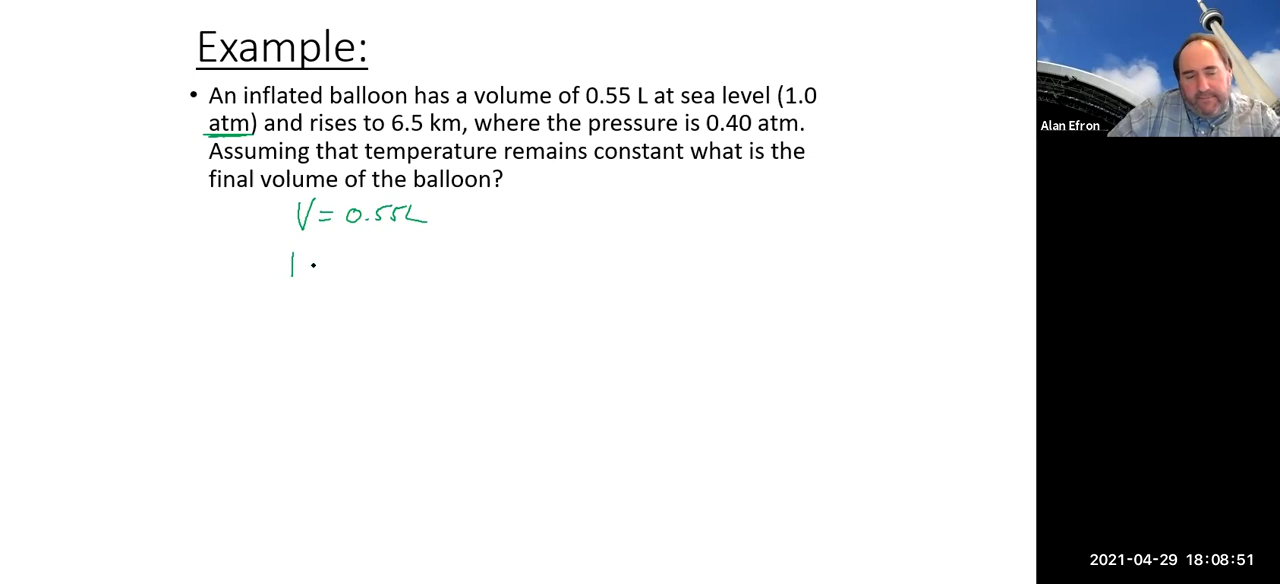 Example:
• An inflated balloon has a volume of 0.55 L at sea level (1.0
atm) and rises to 6.5 km, where the pressure is 0.40 atm.
Assuming that temperature remains constant what is the
final volume of the balloon?
V = 0.55L
Alan Efron
2021-04-29 18:08:51